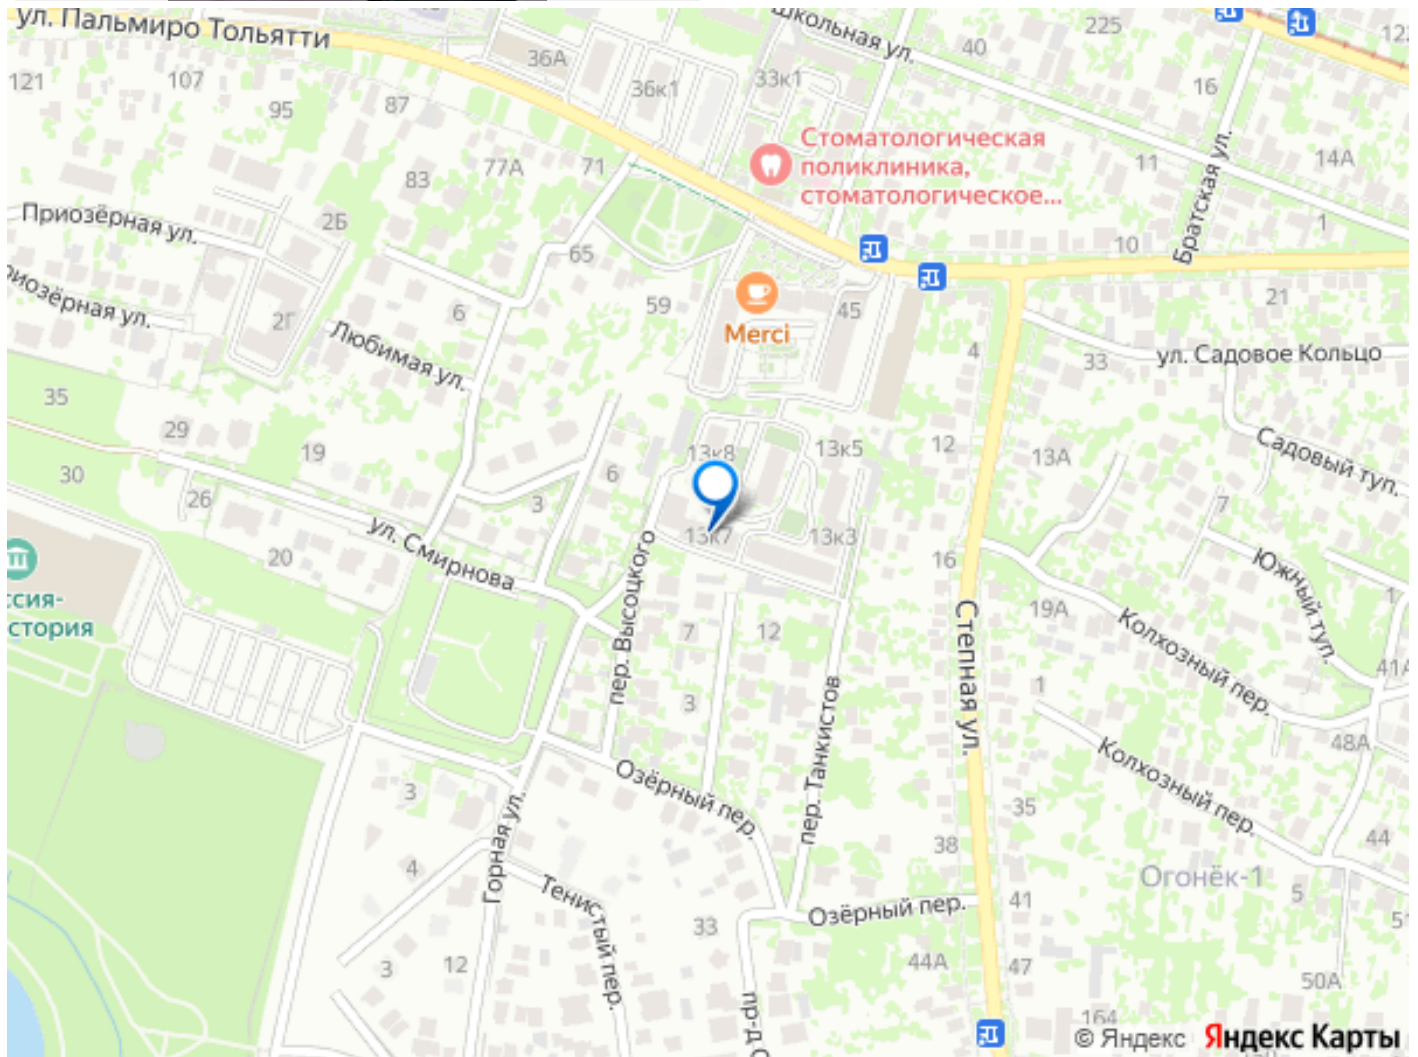 ул. Пальмиро Тольятти
Школьная ул.
40
225
122
121
107
95
87
36А
36к1
33к1
16
77А
71
83
Стоматологическая
поликлиника,
стоматологическое...
11
14А
Братская ул.
1
10
Приозёрная ул.
2Б
65
59
6
2Г
45
21
Merci
Любимая ул.
4
33
ул. Садовое Кольцо
35
29
19
30
26
13к8
13к5
12
13А
Садовый туп.
6
3
7
ул. Смирнова
20
13к7
13к3
16
Южный туп.
1
пер. Высоцкого
7
12
19А
Колхозный пер.
41А
Степная ул.
3
1
48А
пер. Танкистов
Озёрный пер.
Колхозный пер.
3
35
Горная ул.
38
44
4
Тенистый пер.
Огонёк-1
5
41
Озёрный пер.
33
3
12
44А
47
50А
164
© Яндекс
Яндекс Карты